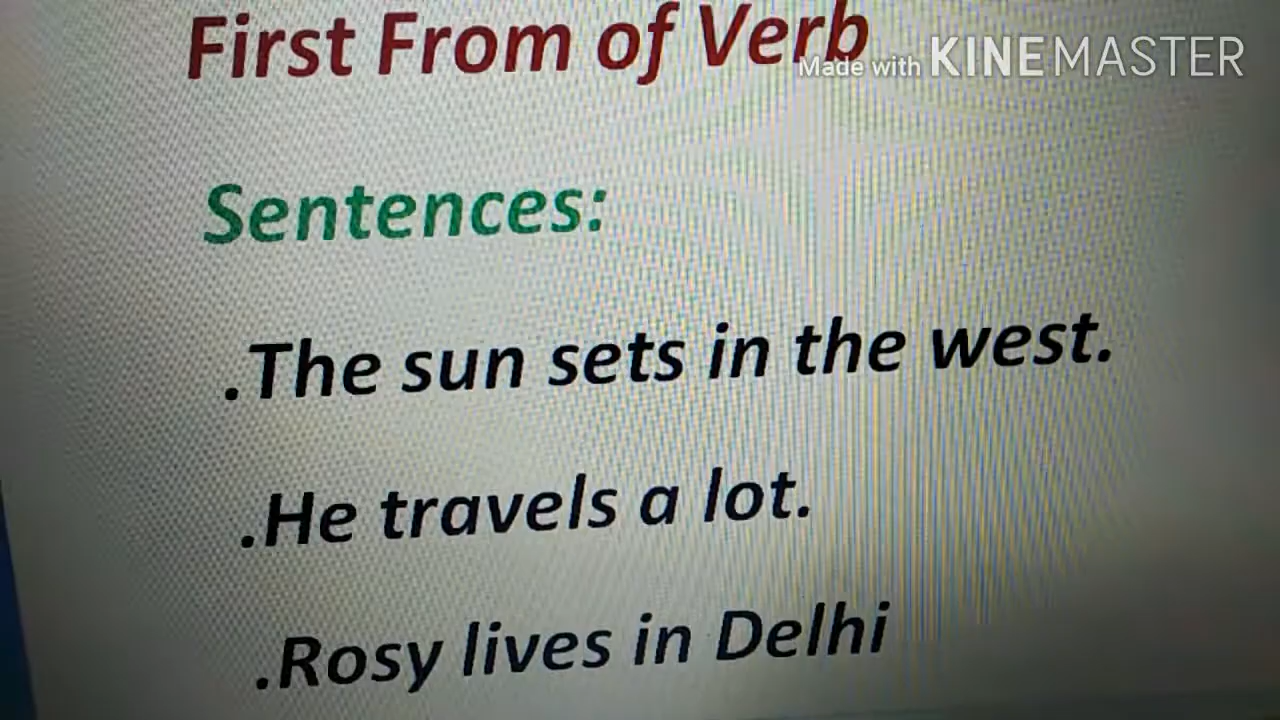 First From of Verb
Made with KINEMASTER
Sentences:
.The sun sets in the west.
.He travels a lot.
.Rosy lives in Delhi